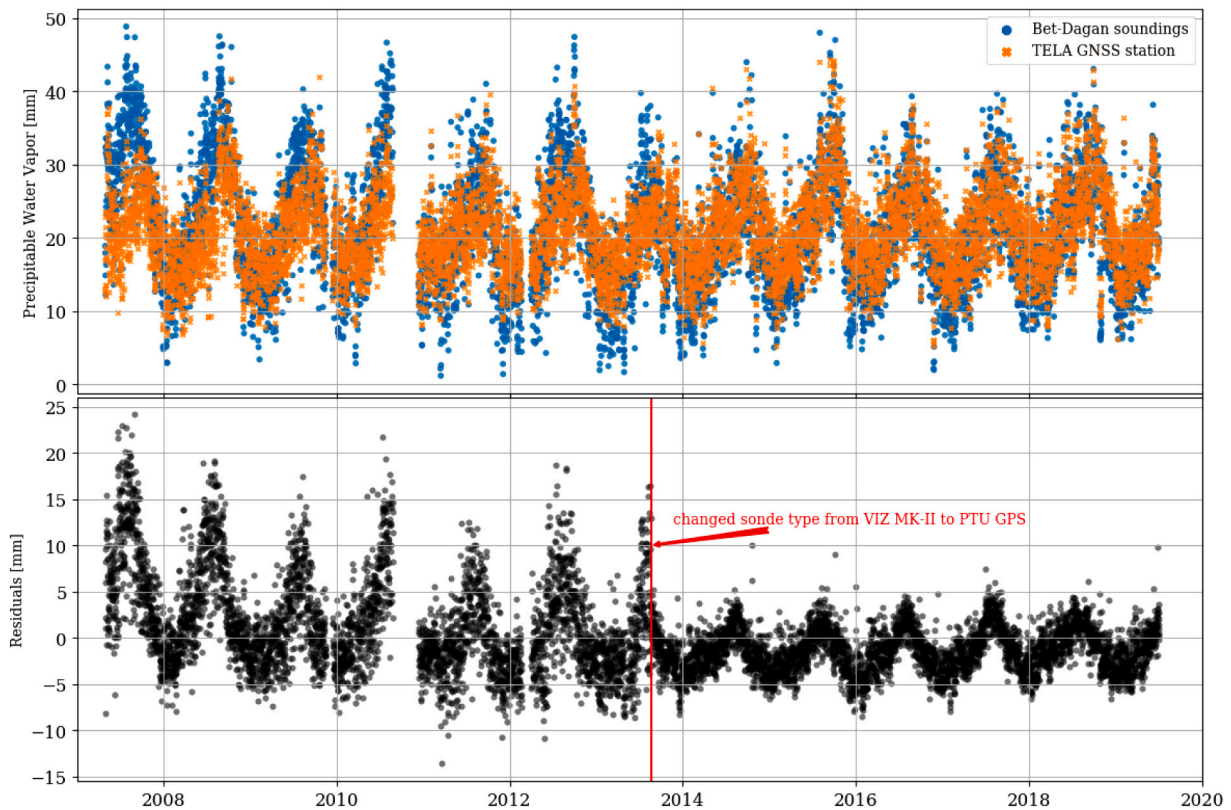 50
40
30
20
10
0
Precipitable Water Vapor [mm]
Bet-Dagan soundings
TELA GNSS station
25
20
15
10
5
0
−5
−10
−15
Residuals [mm]
changed sonde type from VIZ MK-II to PTU GPS
2008 2010 2012 2014 2016 2018 2020